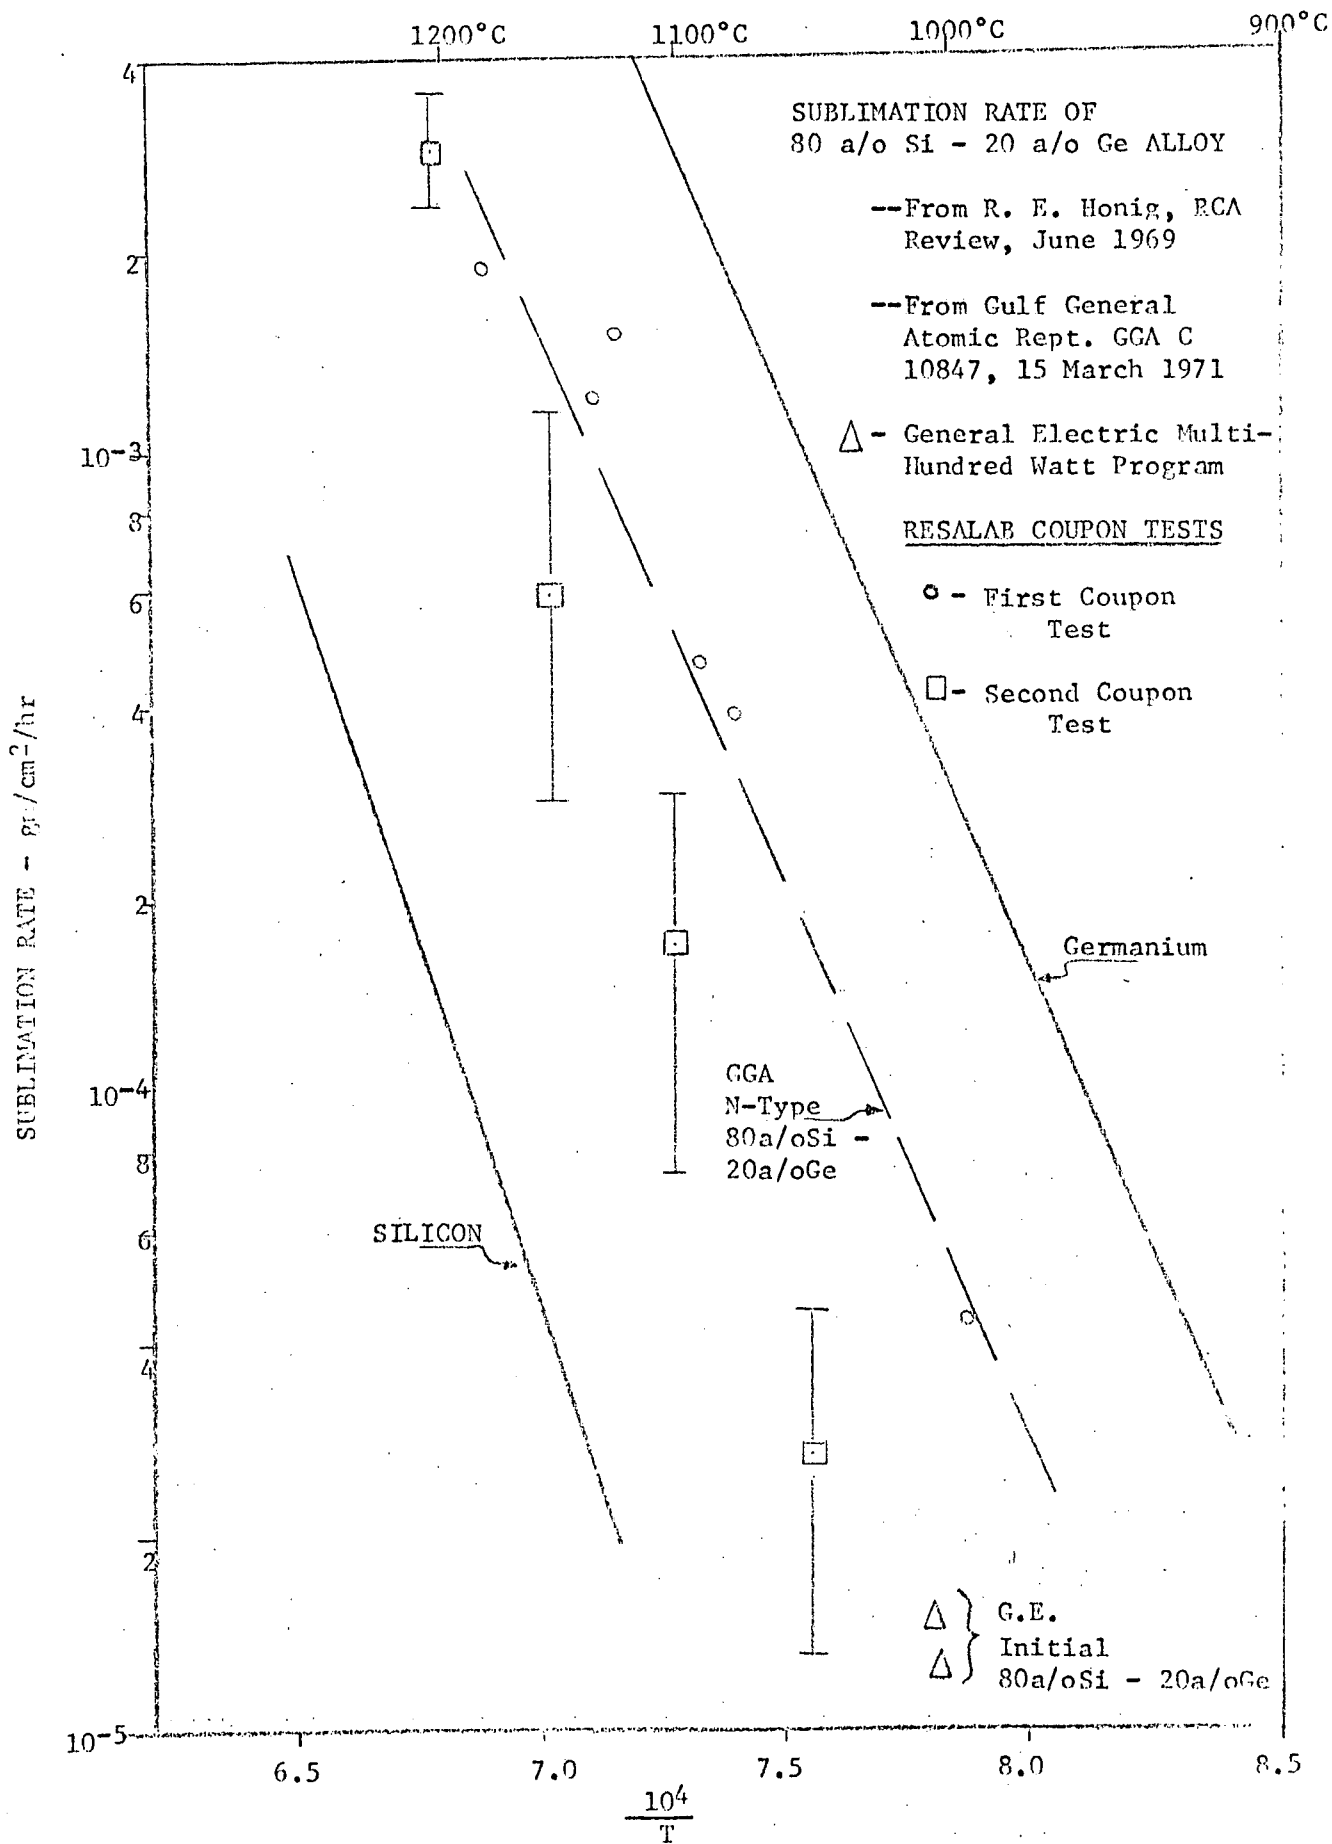 1200°C 1100°C 1000°C 900°C
4
SUBLIMATION RATE OF
80 a/o Si - 20 a/o Ge ALLOY
--From R. E. Honig, RCA
Review, June 1969
2
--From Gulf General
Atomic Rept. GGA C
10847, 15 March 1971
△ - General Electric Multi-
Hundred Watt Program
10-3
8
RESALAB COUPON TESTS
6
o - First Coupon
Test
□ - Second Coupon
Test
4
SUBLIMATION RATE - gm/cm2/hr
2
Germanium
GGA
N-Type
80a/oSi -
20a/oGe
10-4
8
SILICON
6
4
2
G.E.
Initial
80a/oSi - 20a/oGe
10-5
6.5 7.0 7.5 8.0 8.5
104
T